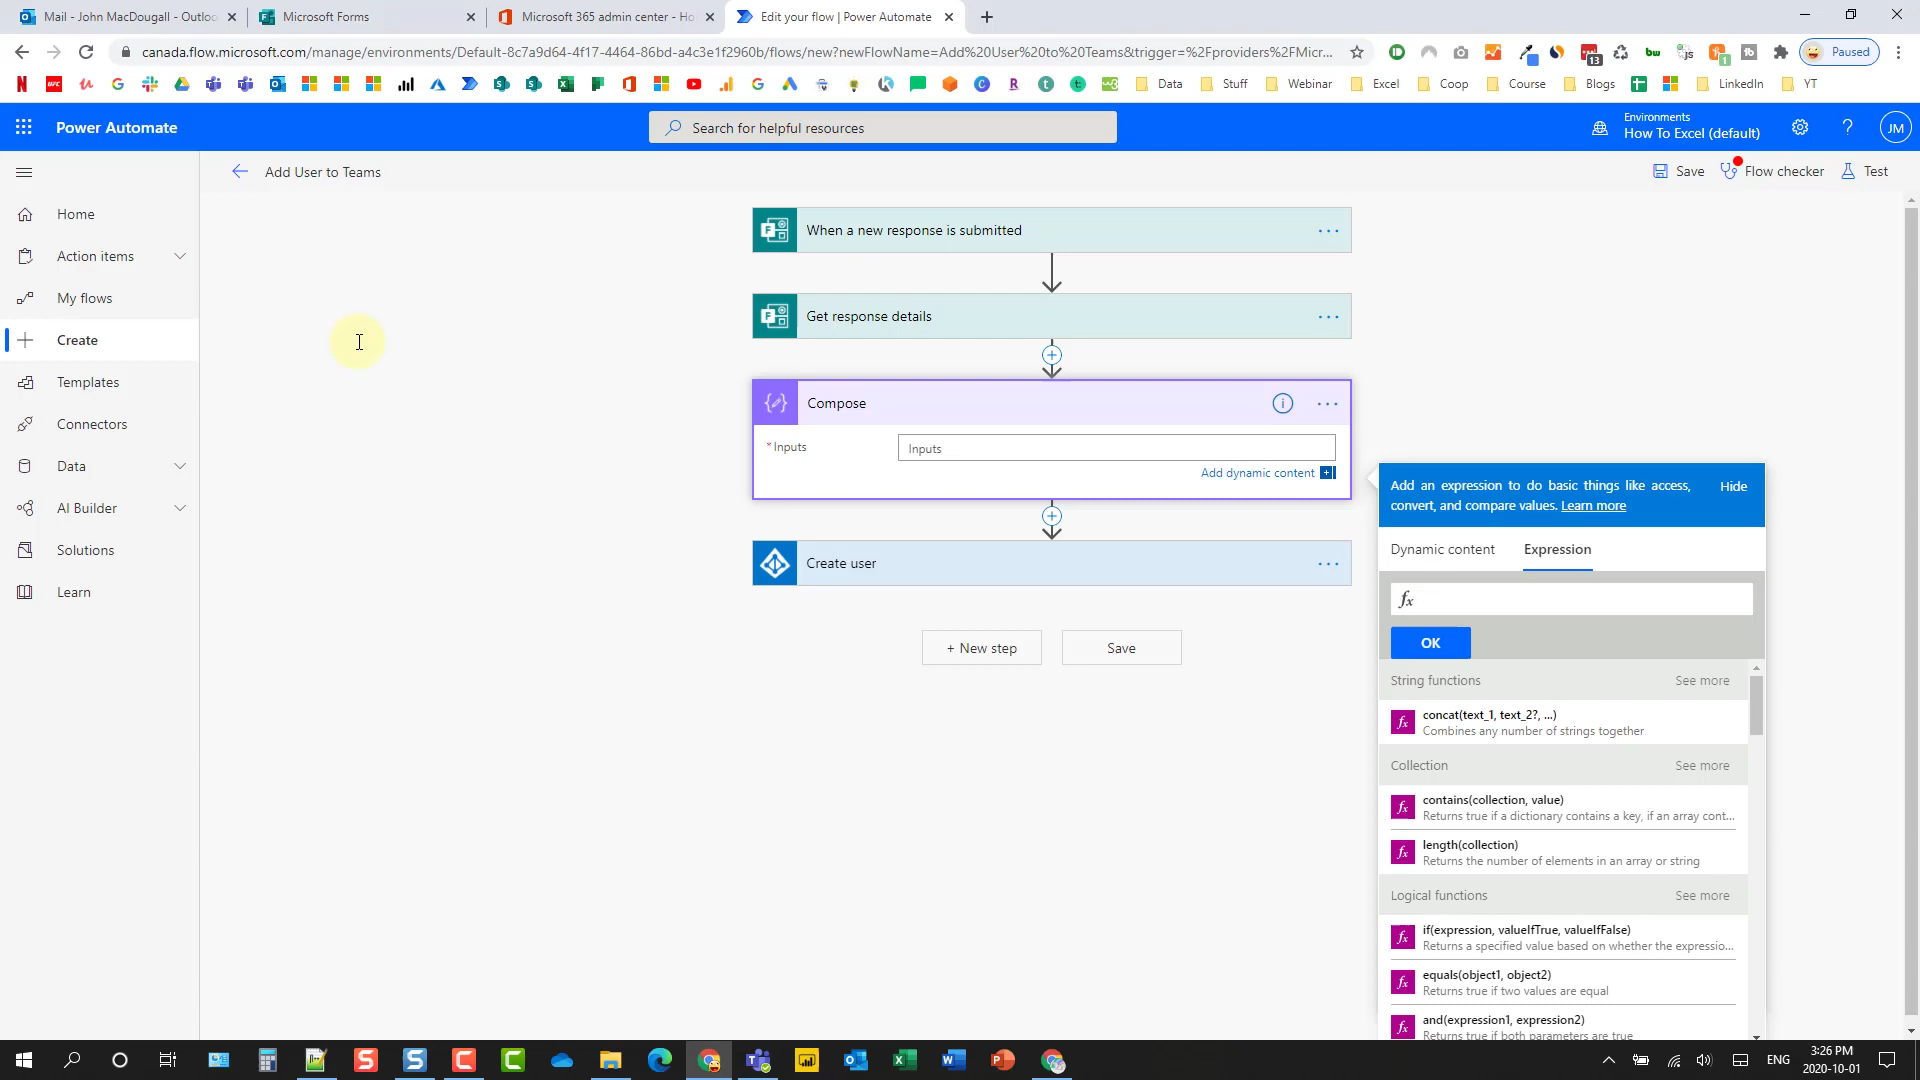 Mail - John MacDougall - Outloo
Microsoft Forms
Microsoft 365 admin center - Ho
Edit your flow | Power Automate
canada.flow.microsoft.com/manage/environments/Default-8c7a9d64-4f17-4464-86bd-a4c3e1f2960b/flows/new?newFlowName=Add%20User%20to%20Teams&trigger=%2Fproviders%2FMicr...
13
1
Paused
Data
Stuff
Webinar
Excel
Coop
Course
Blogs
LinkedIn
YT
Power Automate
Search for helpful resources
Environments
How To Excel (default)
JM
Add User to Teams
Save
Flow checker
Test
Home
Action items
My flows
Create
Templates
Connectors
Data
AI Builder
Solutions
Learn
When a new response is submitted
Get response details
Compose
* Inputs
Inputs
Add dynamic content
Create user
+ New step
Save
Add an expression to do basic things like access,
convert, and compare values. Learn more
Hide
Dynamic content
Expression
fx
OK
String functions
See more
concat(text_1, text_2?, ...)
Combines any number of strings together
Collection
See more
contains(collection, value)
Returns true if a dictionary contains a key, if an array cont...
length(collection)
Returns the number of elements in an array or string
Logical functions
See more
if(expression, valueIfTrue, valueIfFalse)
Returns a specified value based on whether the expressio...
equals(object1, object2)
Returns true if two values are equal
and(expression1, expression2)
Returns true if both parameters are true
ENG
3:26 PM
2020-10-01